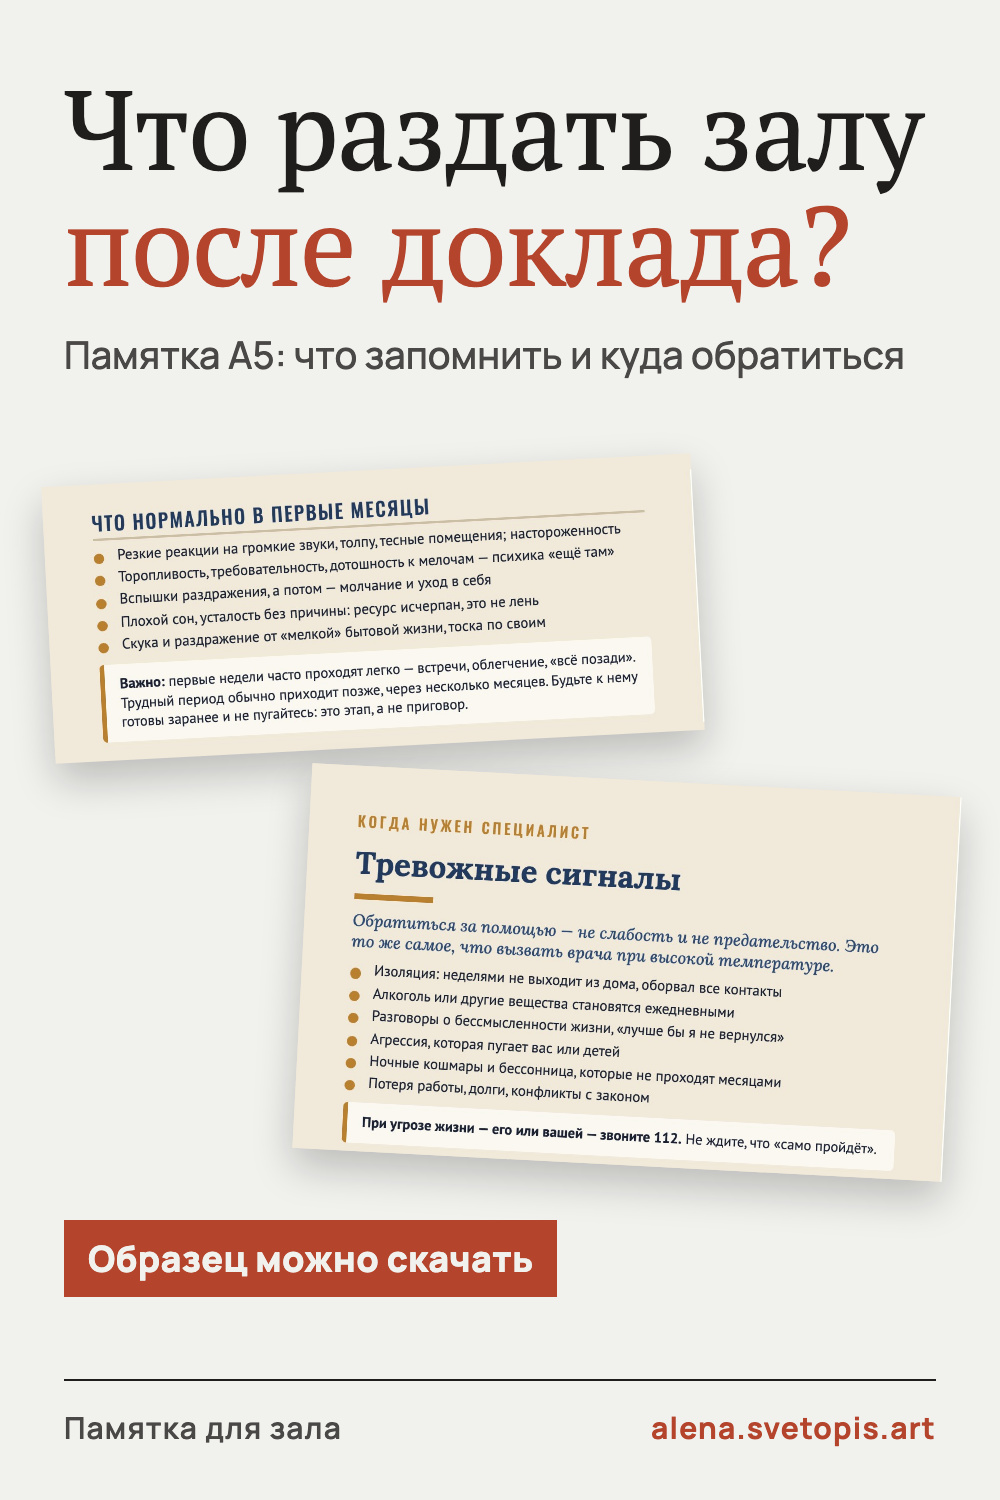 Что раздать залу
после доклада?
Памятка А5: что запомнить и куда обратиться
ЧТО НОРМАЛЬНО В ПЕРВЫЕ МЕСЯЦЫ
Резкие реакции на громкие звуки, толпу, тесные помещения; настороженность
Торопливость, требовательность, дотошность к мелочам — психика «ещё там»
Вспышки раздражения, а потом — молчание и уход в себя
Плохой сон, усталость без причины: ресурс исчерпан, это не лень
Скука и раздражение от «мелкой» бытовой жизни, тоска по своим
Важно: первые недели часто проходят легко — встречи, облегчение, «всё позади».
Трудный период обычно приходит позже, через несколько месяцев. Будьте к нему
готовы заранее и не пугайтесь: это этап, а не приговор.
КОГДА НУЖЕН СПЕЦИАЛИСТ
Тревожные сигналы
Обратиться за помощью — не слабость и не предательство. Это
то же самое, что вызвать врача при высокой температуре.
Изоляция: неделями не выходит из дома, оборвал все контакты
Алкоголь или другие вещества становятся ежедневными
Разговоры о бессмысленности жизни, «лучше бы я не вернулся»
Агрессия, которая пугает вас или детей
Ночные кошмары и бессонница, которые не проходят месяцами
Потеря работы, долги, конфликты с законом
При угрозе жизни — его или вашей — звоните 112. Не ждите, что «само пройдёт».
Образец можно скачать
Памятка для зала
alena.svetopis.art